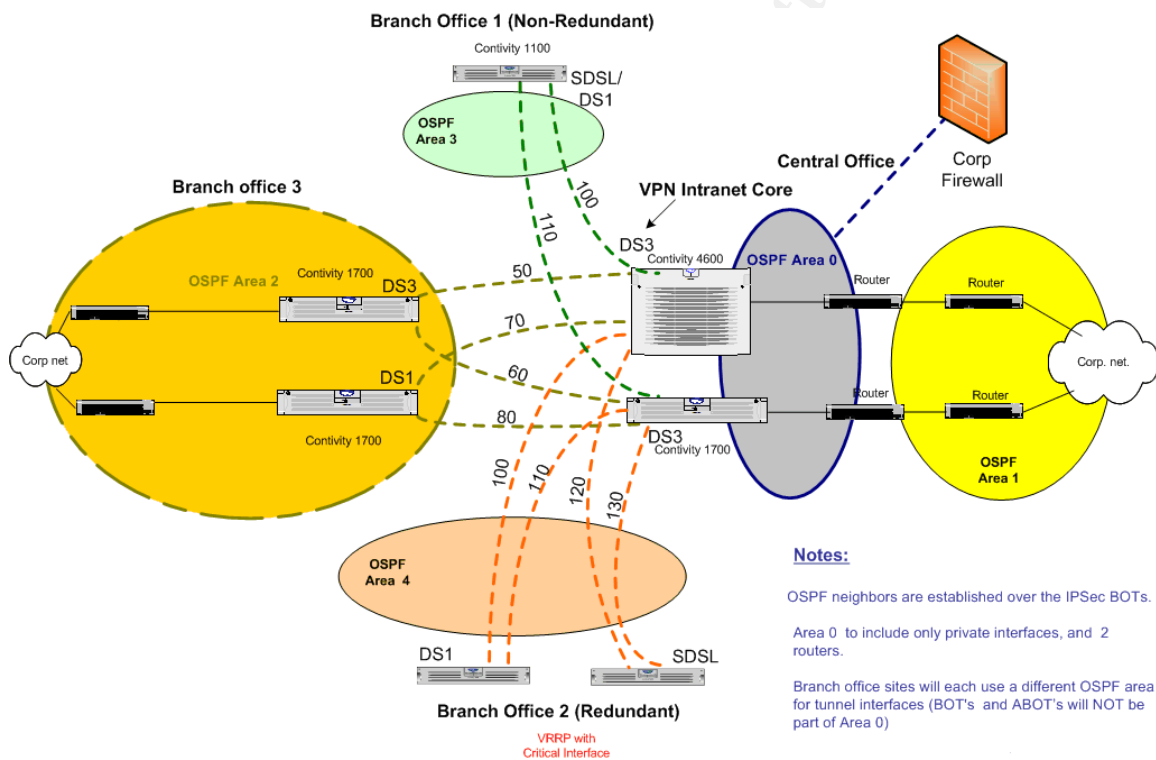 Branch Office 1 (Non-Redundant)
Contivity 1100
SDSL/
DS1
OSPF
Area 3
Corp
Firewall
Central Office
Branch office 3
VPN Intranet Core
100
110
DS3
Contivity 4600
OSPF Area 0
OSPF Area 2
Contivity 1700
DS3
50
Router
Router
70
Corp net
60
Corp. net.
DS1
Router
Router
80
Contivity 1700
DS3
Contivity 1700
OSPF
Area 1
100
110
120
130
OSPF
Area 4
DS1
SDSL
Branch Office 2 (Redundant)
VRRP with
Critical Interface
Notes:
OSPF neighbors are established over the IPSec BOTs.
Area 0 to include only private interfaces, and 2
routers.
Branch office sites will each use a different OSPF area
for tunnel interfaces (BOT's and ABOT's will NOT be
part of Area 0)